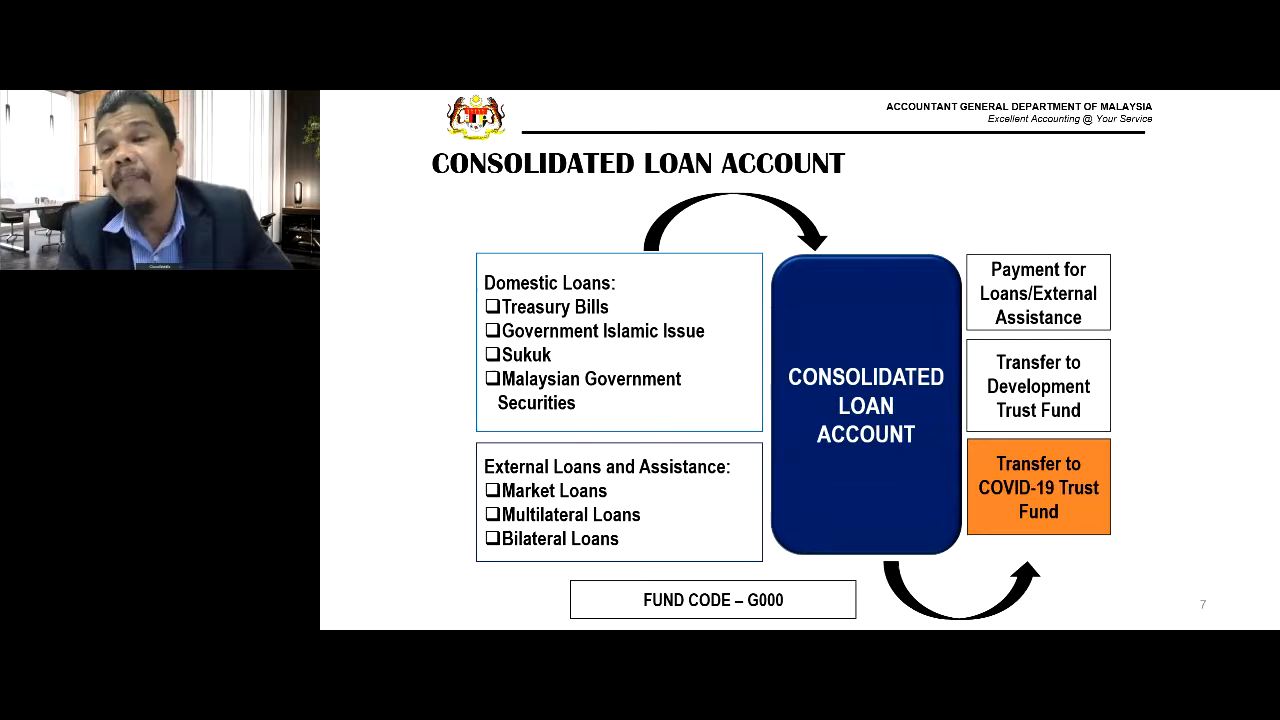 ACCOUNTANT GENERAL DEPARTMENT OF MALAYSIA
Excellent Accounting @ Your Service
CONSOLIDATED LOAN ACCOUNT
Domestic Loans:
❑Treasury Bills
❑Government Islamic Issue
❑Sukuk
❑Malaysian Government
Securities
External Loans and Assistance:
❑Market Loans
❑Multilateral Loans
❑Bilateral Loans
CONSOLIDATED
LOAN
ACCOUNT
Payment for
Loans/External
Assistance
Transfer to
Development
Trust Fund
Transfer to
COVID-19 Trust
Fund
FUND CODE – G000
7